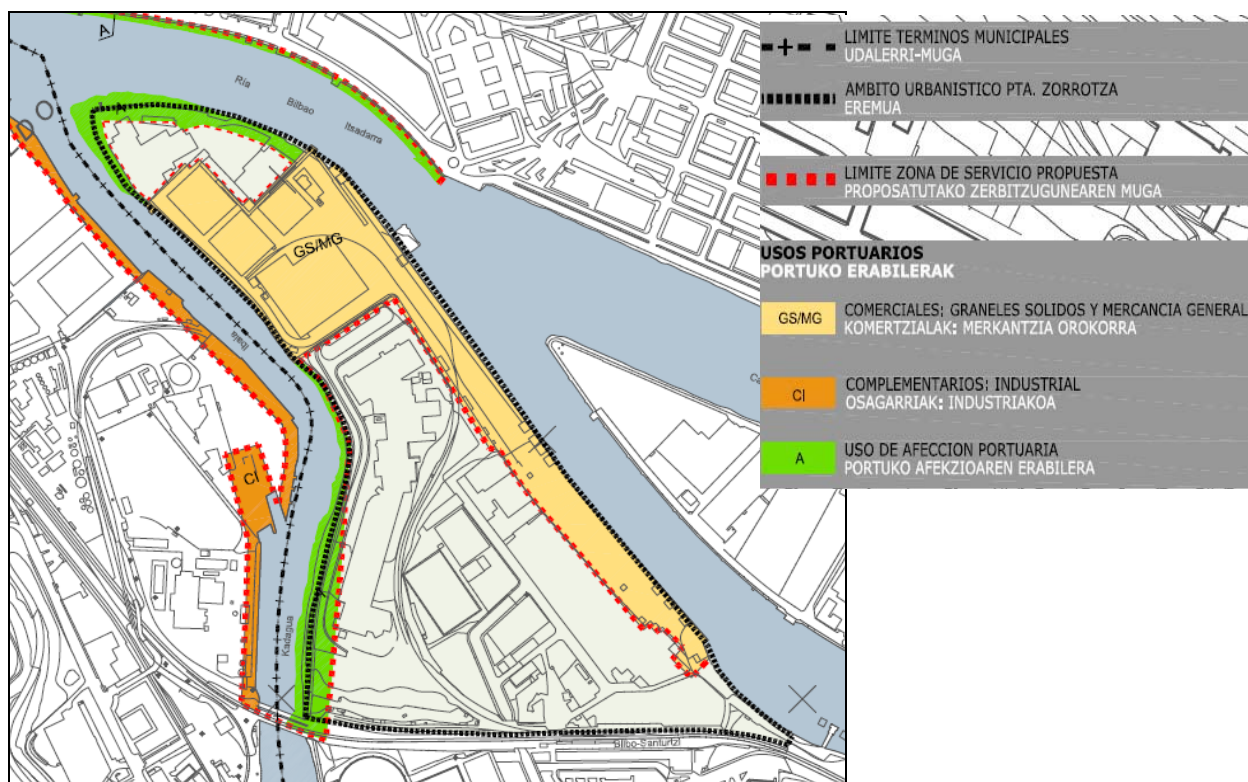 A
Ría
Bilbao
Itsadarra
A
GS/MG
Ibaia
CI
A
Kadagua
Bilbo-Santurtzi
LIMITE TERMINOS MUNICIPALES
UDALERRI-MUGA
AMBITO URBANISTICO PTA. ZORROTZA
EREMUA
LIMITE ZONA DE SERVICIO PROPUESTA
PROPOSATUTAKO ZERBITZUGUNEAREN MUGA
USOS PORTUARIOS
PORTUKO ERABILERAK
GS/MG
COMERCIALES: GRANELES SOLIDOS Y MERCANCIA GENERAL
KOMERTZIALAK: MERKANTZIA OROKORRA
CI
COMPLEMENTARIOS: INDUSTRIAL
OSAGARRIAK: INDUSTRIAKOA
A
USO DE AFECCION PORTUARIA
PORTUKO AFEKZIOAREN ERABILERA